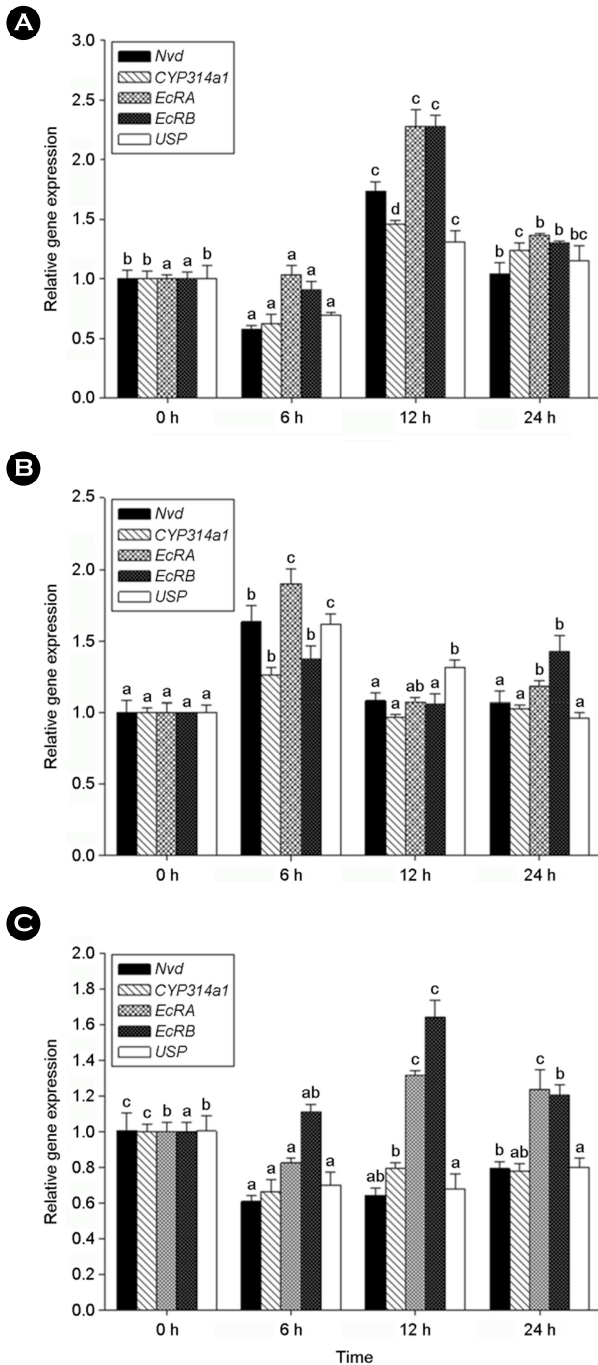 A
3.0
2.5
2.0
1.5
1.0
0.5
0.0
Relative gene expression
Nvd
CYP314a1
EcRA
EcRB
USP
b b a a b
a a a a a
c d c c c
b c b b bc
0 h 6 h 12 h 24 h
B
2.5
2.0
1.5
1.0
0.5
0.0
Relative gene expression
Nvd
CYP314a1
EcRA
EcRB
USP
a a a a a
b b c b c
a a ab a b
a a b b a
0 h 6 h 12 h 24 h
C
2.0
1.8
1.6
1.4
1.2
1.0
0.8
0.6
0.4
0.2
0.0
Relative gene expression
Nvd
CYP314a1
EcRA
EcRB
USP
c c b a b
a a a ab a
ab b c c a
b ab c b a
0 h 6 h 12 h 24 h
Time